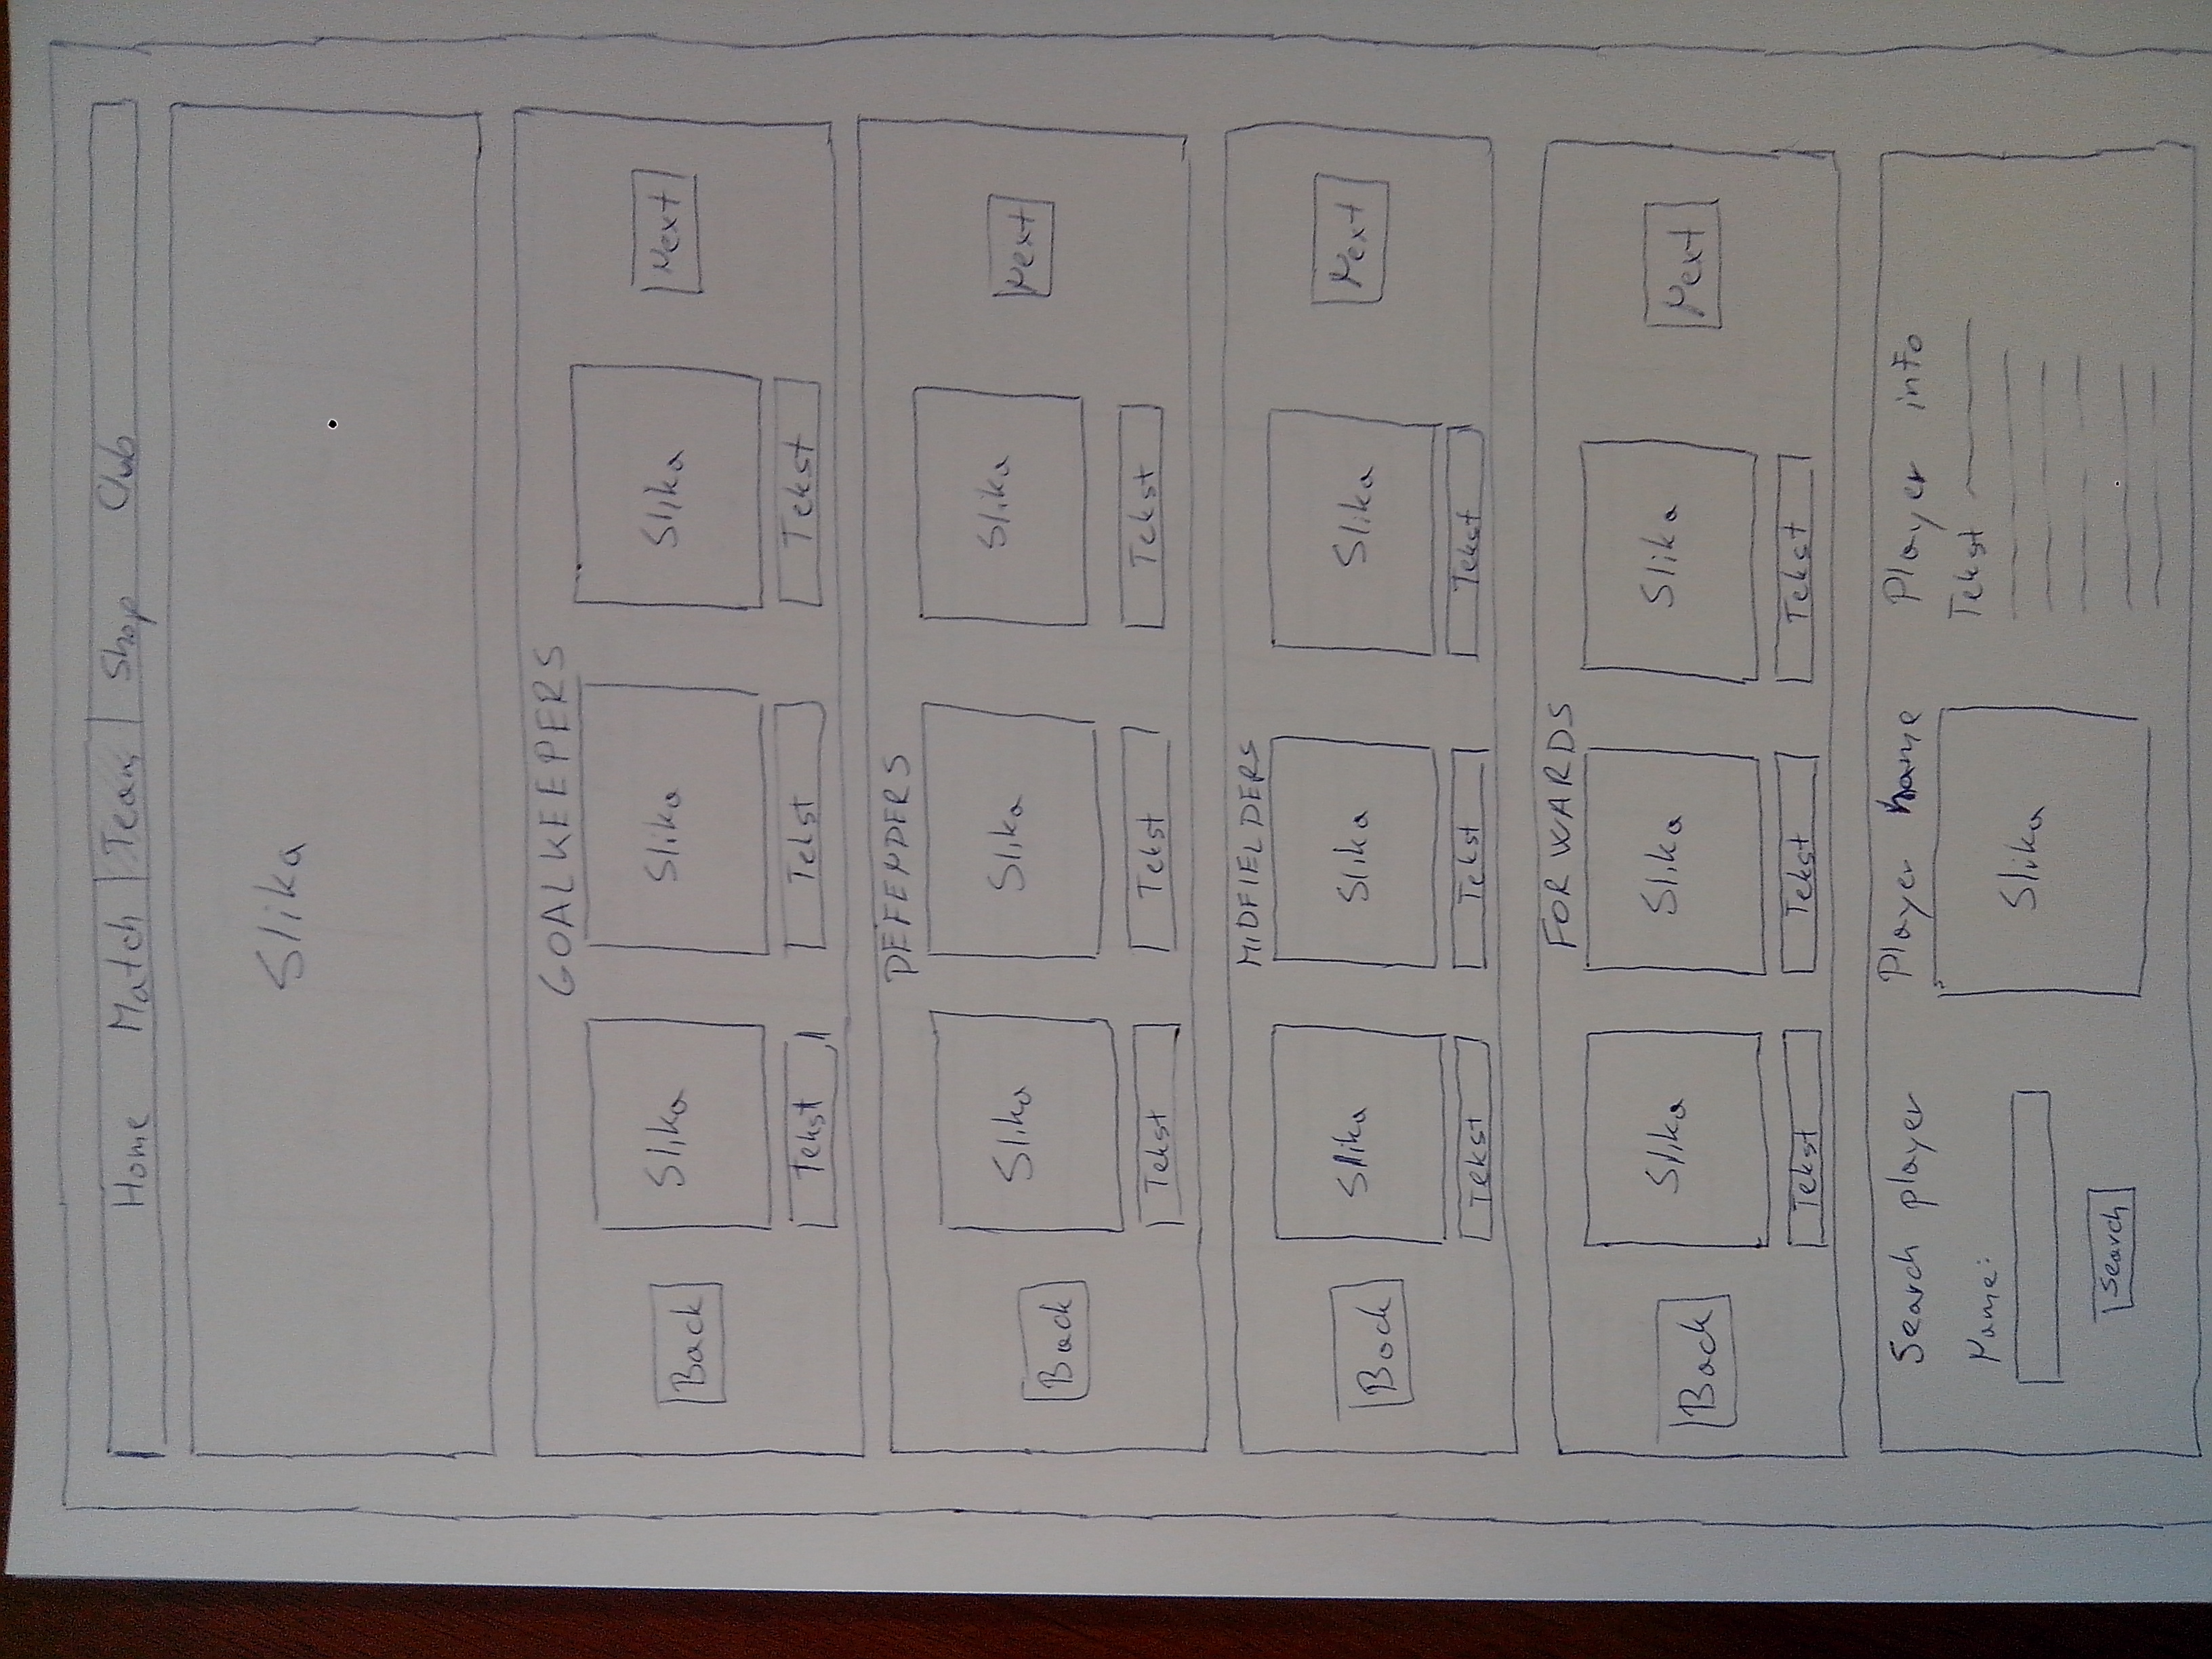 Home Match Team Shop Club
Slika
GOALKEEPERS
Back Slika Slika Slika Next
Tekst Tekst Tekst
DEFENDERS
Back Slika Slika Slika Next
Tekst Tekst Tekst
MIDFIELDERS
Back Slika Slika Slika Next
Tekst Tekst Tekst
FORWARDS
Back Slika Slika Slika Next
Tekst Tekst Tekst
Search player Player name Player info
Name: Slika Tekst
Search